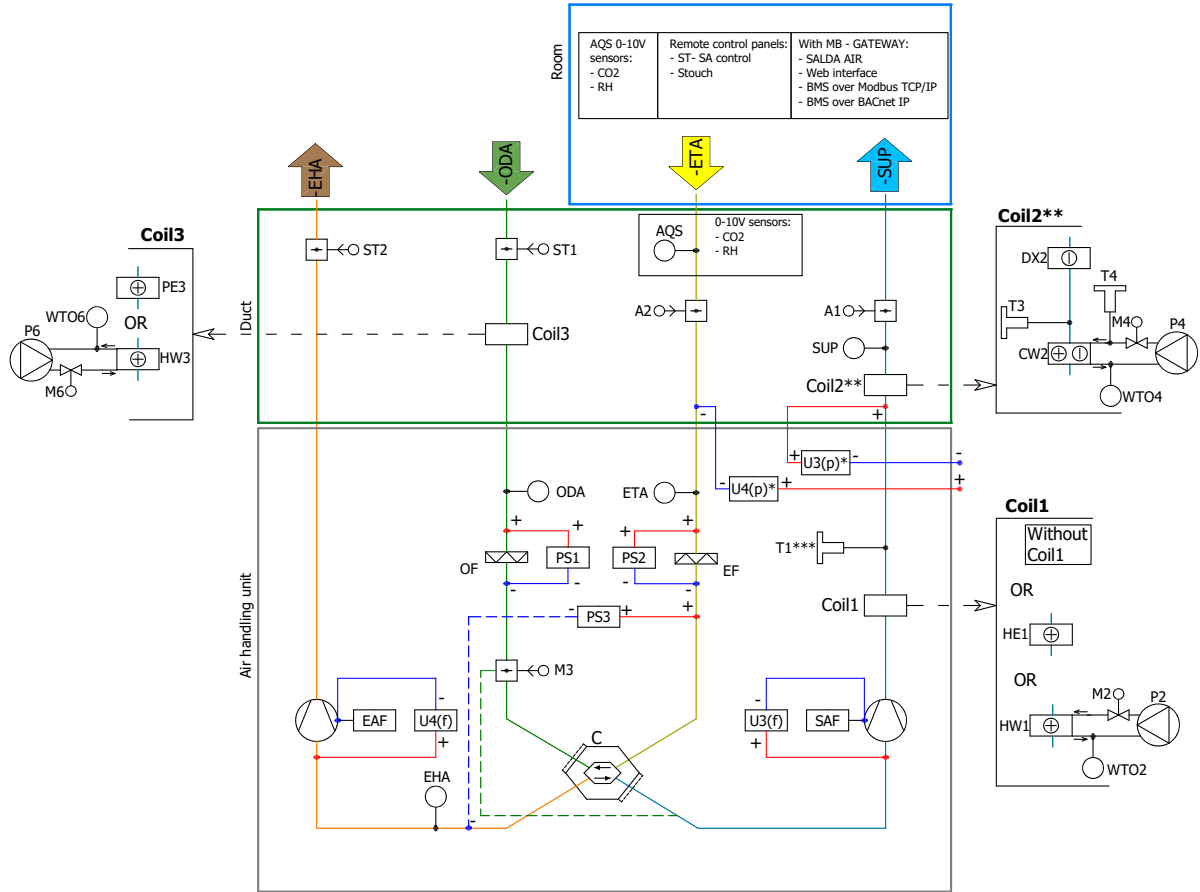 Room
AQS 0-10V
sensors:
- CO2
- RH
Remote control panels:
- ST- SA control
- Stouch
With MB - GATEWAY:
- SALDA AIR
- Web interface
- BMS over Modbus TCP/IP
- BMS over BACnet IP
-EHA
-ODA
-ETA
-SUP
Duct
ST2
ST1
AQS
0-10V sensors:
- CO2
- RH
A2
A1
SUP
Coil3
Coil2**
+
-
Coil3
PE3
OR
WTO6
P6
HW3
M6
Coil2**
DX2
T4
T3
M4
P4
CW2
WTO4
Air handling unit
+
U3(p)*
-
-
-
U4(p)*
+
+
ODA
ETA
+
+
+
+
OF
PS1
PS2
EF
-
-
-
-
T1***
-
PS3
+
+
Coil1
M3
-
-
EAF
U4(f)
U3(f)
SAF
+
+
C
EHA
-
Coil1
Without
Coil1
OR
HE1
OR
M2
P2
HW1
WTO2